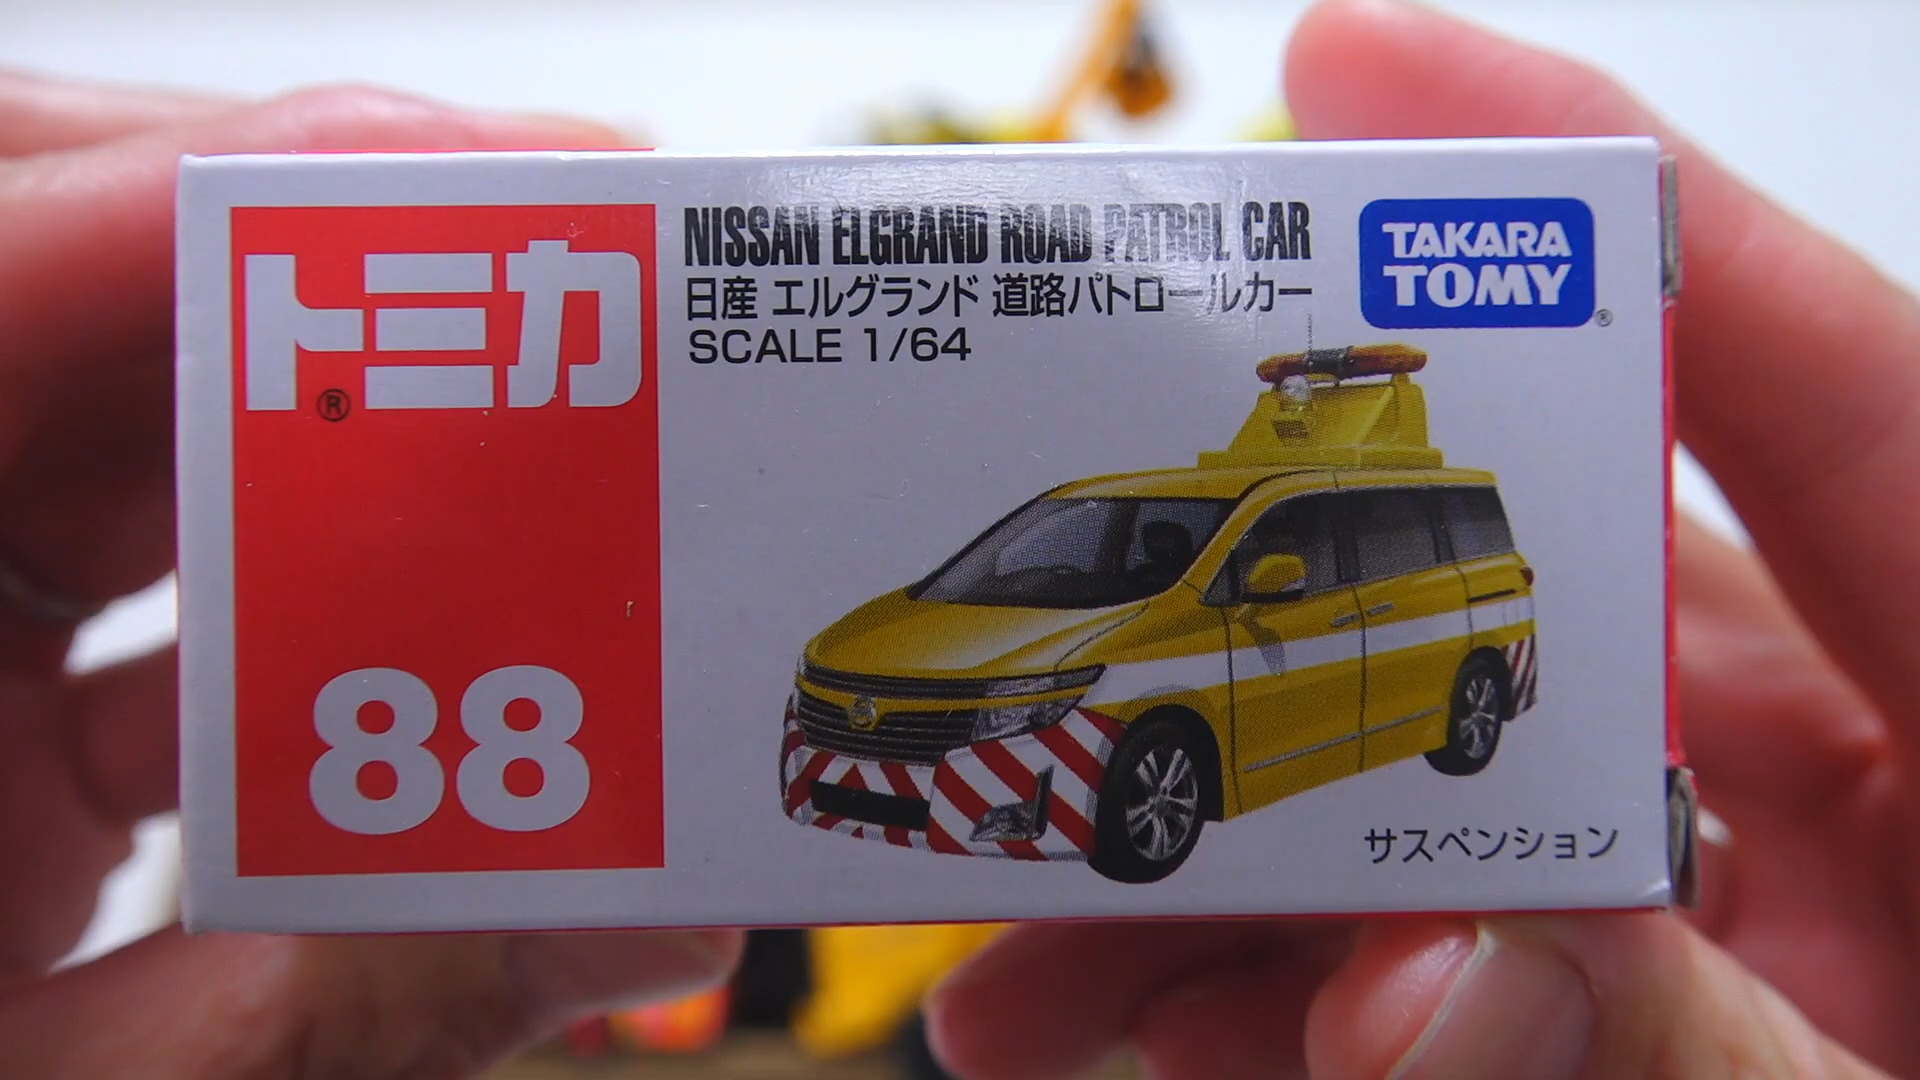 トミカ
®
88
NISSAN ELGRAND ROAD PATROL CAR
日産 エルグランド 道路パトロールカー
SCALE 1/64
TAKARA
TOMY
®
サスペンション